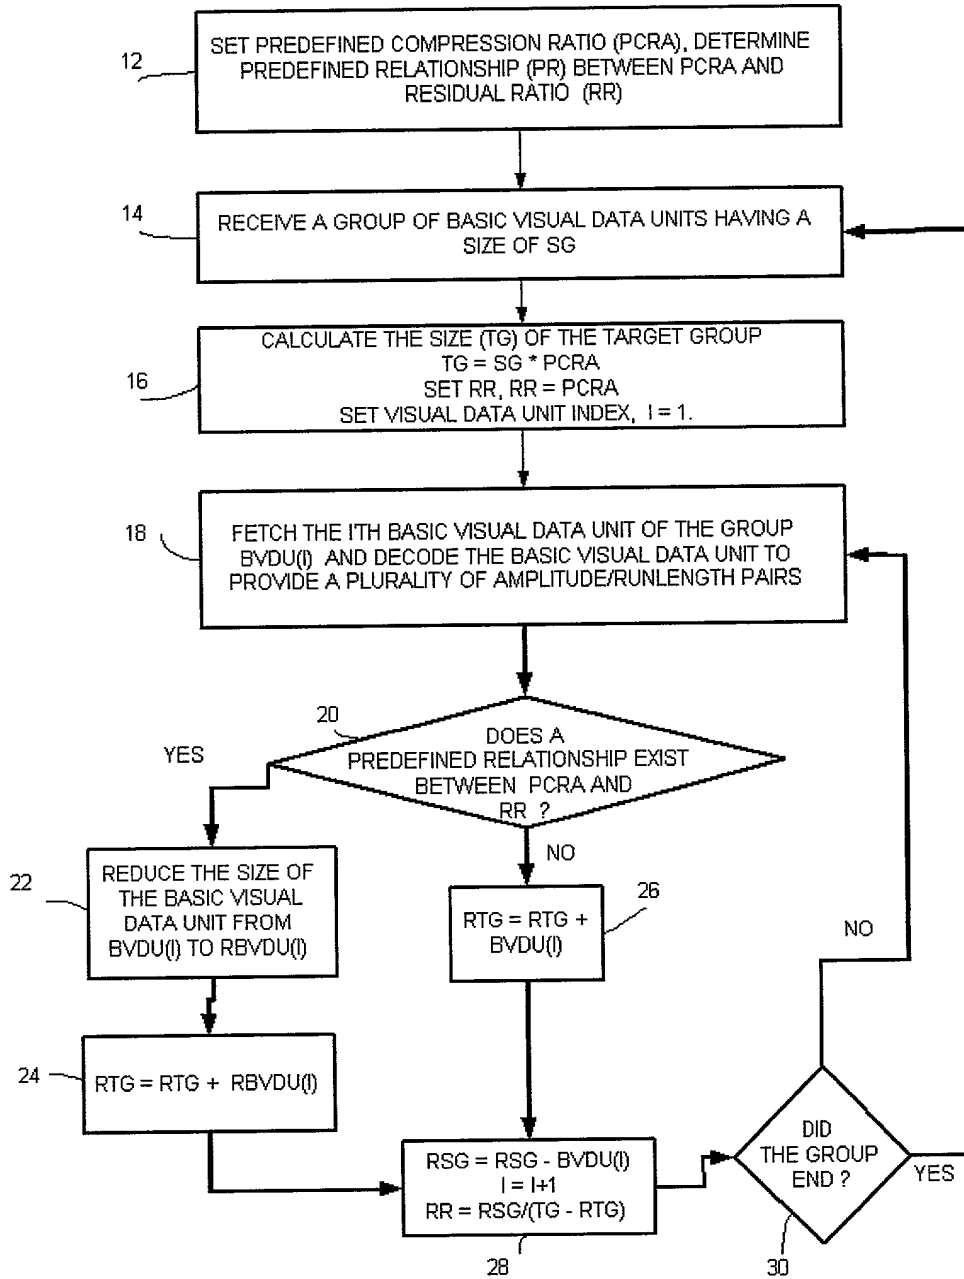 12
SET PREDEFINED COMPRESSION RATIO (PCRA), DETERMINE
PREDEFINED RELATIONSHIP (PR) BETWEEN PCRA AND
RESIDUAL RATIO (RR)
14
RECEIVE A GROUP OF BASIC VISUAL DATA UNITS HAVING A
SIZE OF SG
16
CALCULATE THE SIZE (TG) OF THE TARGET GROUP
TG = SG * PCRA
SET RR, RR = PCRA
SET VISUAL DATA UNIT INDEX, I = 1.
18
FETCH THE I'TH BASIC VISUAL DATA UNIT OF THE GROUP
BVDU(I) AND DECODE THE BASIC VISUAL DATA UNIT TO
PROVIDE A PLURALITY OF AMPLITUDE/RUNLENGTH PAIRS
20
DOES A
PREDEFINED RELATIONSHIP EXIST
BETWEEN PCRA AND
RR ?
YES
NO
22
REDUCE THE SIZE OF
THE BASIC VISUAL
DATA UNIT FROM
BVDU(I) TO RBVDU(I)
26
RTG = RTG +
BVDU(I)
NO
24
RTG = RTG + RBVDU(I)
RSG = RSG - BVDU(I)
I = I+1
RR = RSG/(TG - RTG)
28
DID
THE GROUP
END ?
YES
30